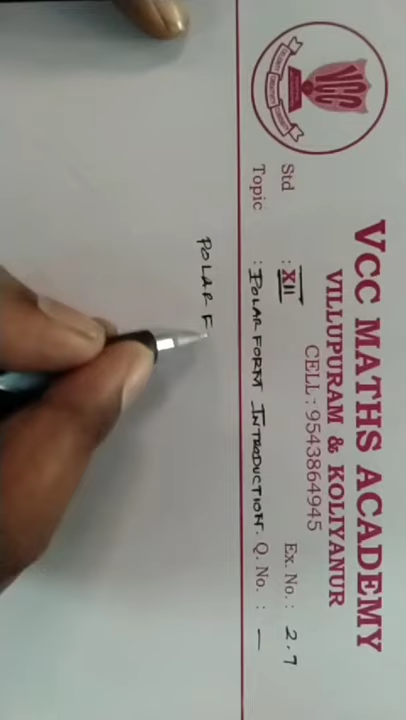 VCC MATHS ACADEMY
VILLUPURAM & KOLIYANUR
CELL : 9543864945
VCC
Std : XII Ex. No. : 2.7
Topic : POLAR FORM INTRODUCTION. Q. No. : —
POLAR F